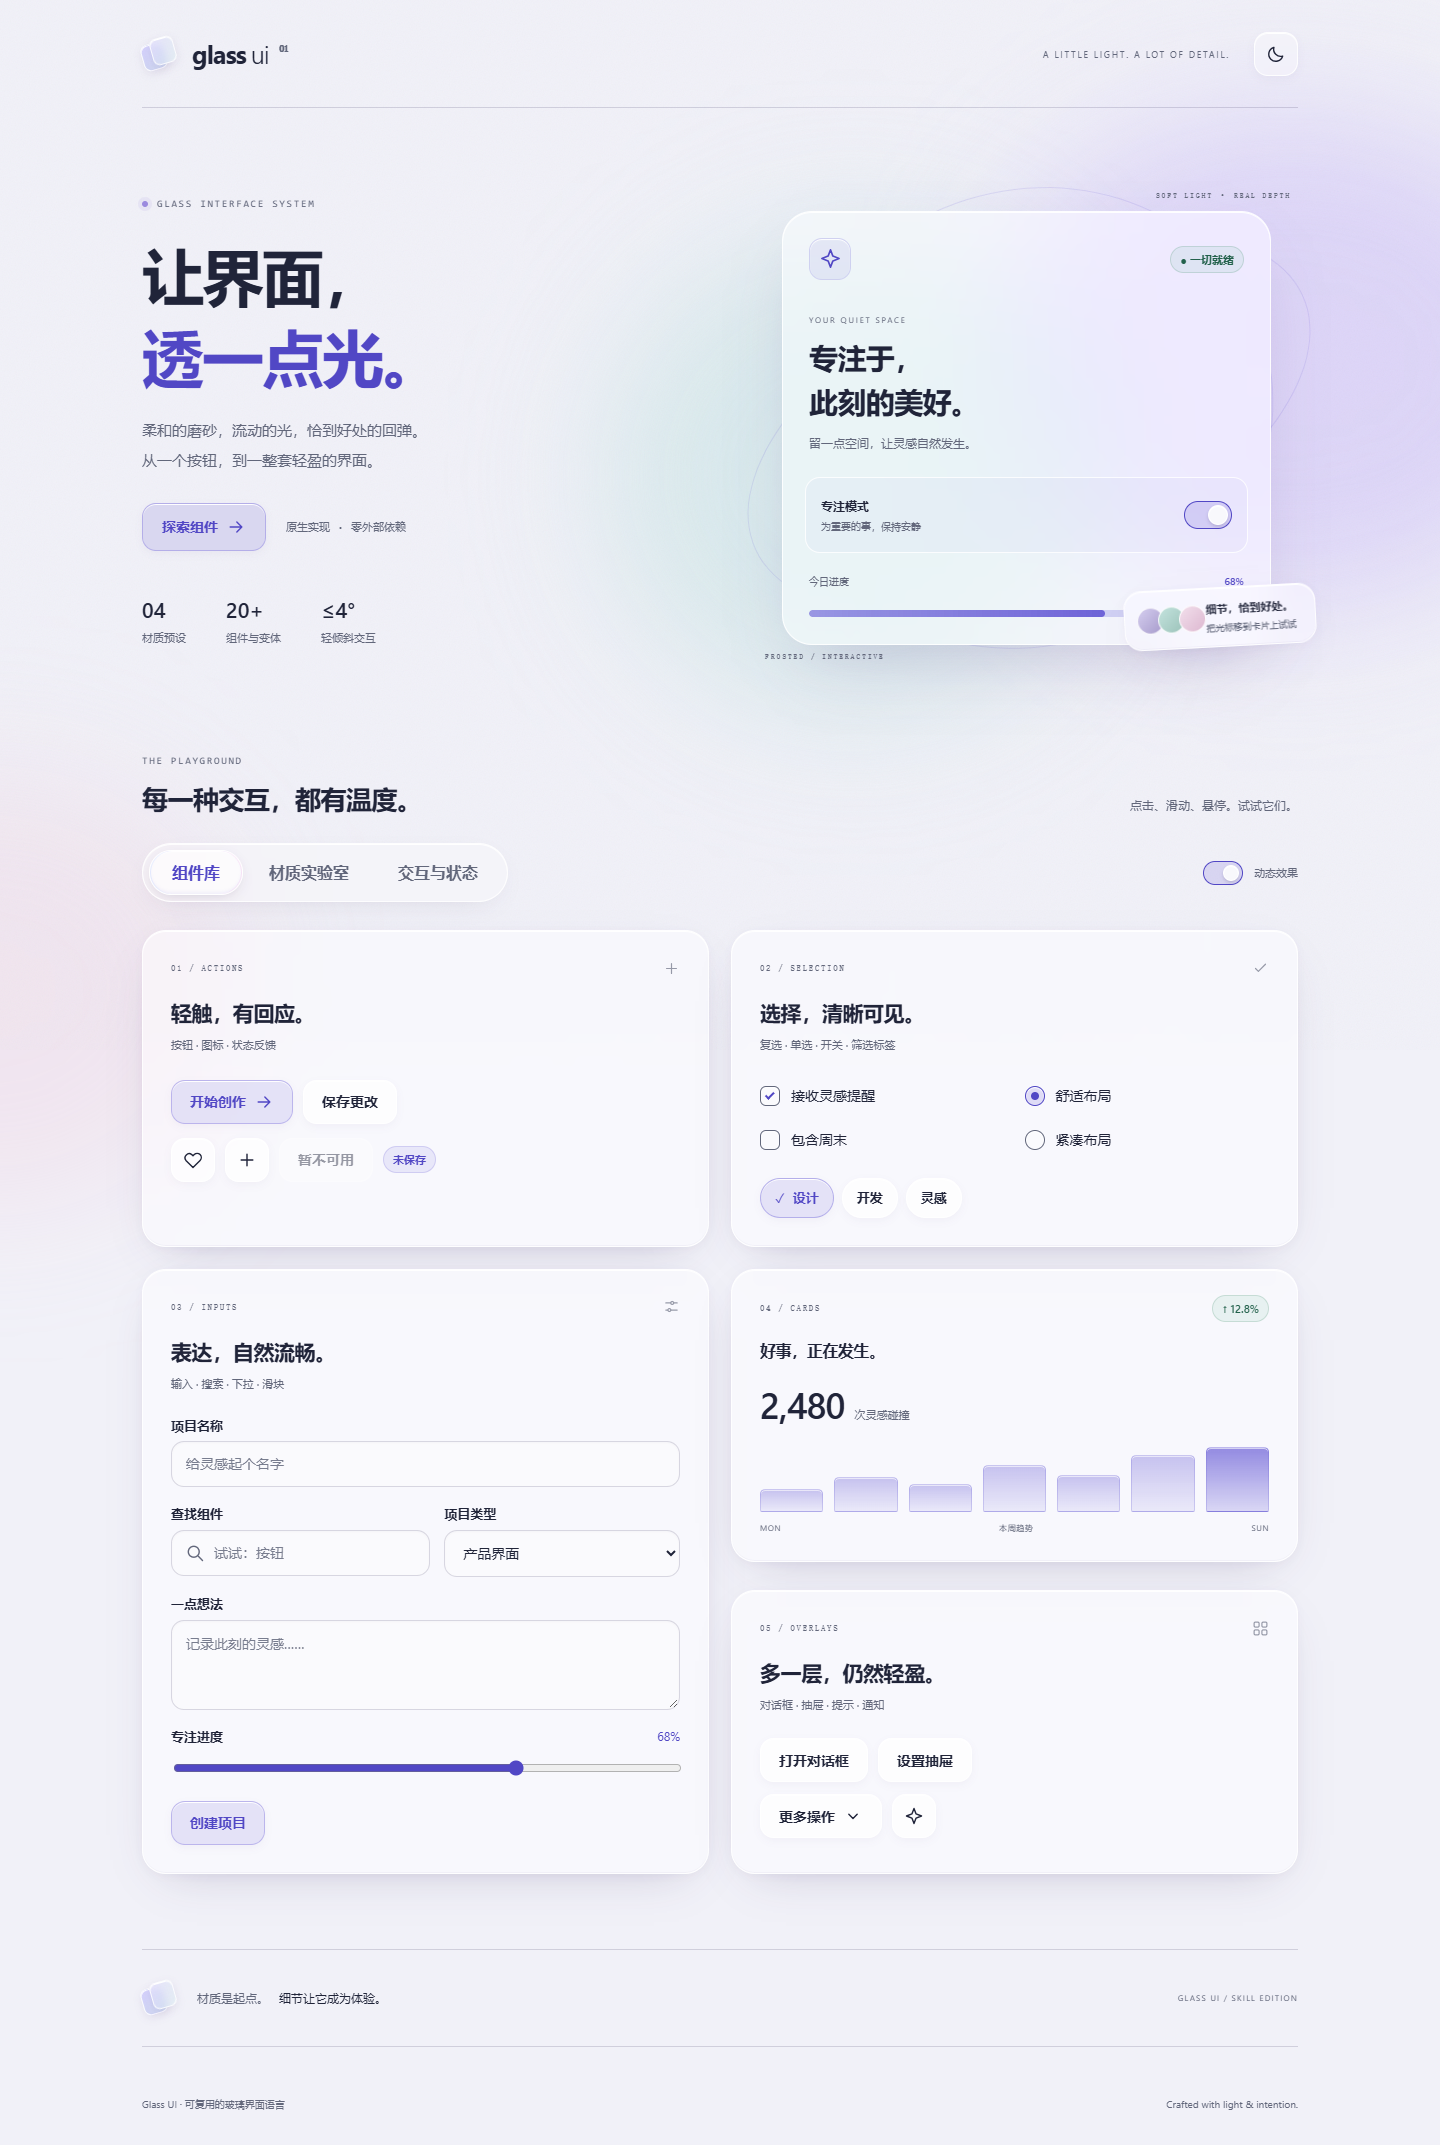 glass ui 01
A LITTLE LIGHT. A LOT OF DETAIL.
GLASS INTERFACE SYSTEM
让界面，
透一点光。
柔和的磨砂，流动的光，恰到好处的回弹。
从一个按钮，到一整套轻盈的界面。
探索组件
原生实现 · 零外部依赖
04
20+
≤4°
材质预设
组件与变体
轻倾斜交互
SOFT LIGHT • REAL DEPTH
一切就绪
YOUR QUIET SPACE
专注于，
此刻的美好。
留一点空间，让灵感自然发生。
专注模式
为重要的事，保持安静
今日进度
68%
细节，恰到好处。
把光标移到卡片上试试
FROSTED / INTERACTIVE
THE PLAYGROUND
每一种交互，都有温度。
点击、滑动、悬停。试试它们。
组件库
材质实验室
交互与状态
动态效果
01 / ACTIONS
轻触，有回应。
按钮 · 图标 · 状态反馈
开始创作
保存更改
暂不可用
未保存
02 / SELECTION
选择，清晰可见。
复选 · 单选 · 开关 · 筛选标签
接收灵感提醒
舒适布局
包含周末
紧凑布局
✓ 设计
开发
灵感
03 / INPUTS
表达，自然流畅。
输入 · 搜索 · 下拉 · 滑块
项目名称
给灵感起个名字
查找组件
项目类型
试试：按钮
产品界面
一点想法
记录此刻的灵感……
专注进度
68%
创建项目
04 / CARDS
↑ 12.8%
好事，正在发生。
2,480 次灵感碰撞
MON
本周趋势
SUN
05 / OVERLAYS
多一层，仍然轻盈。
对话框 · 抽屉 · 提示 · 通知
打开对话框
设置抽屉
更多操作
材质是起点。 细节让它成为体验。
GLASS UI / SKILL EDITION
Glass UI · 可复用的玻璃界面语言
Crafted with light & intention.